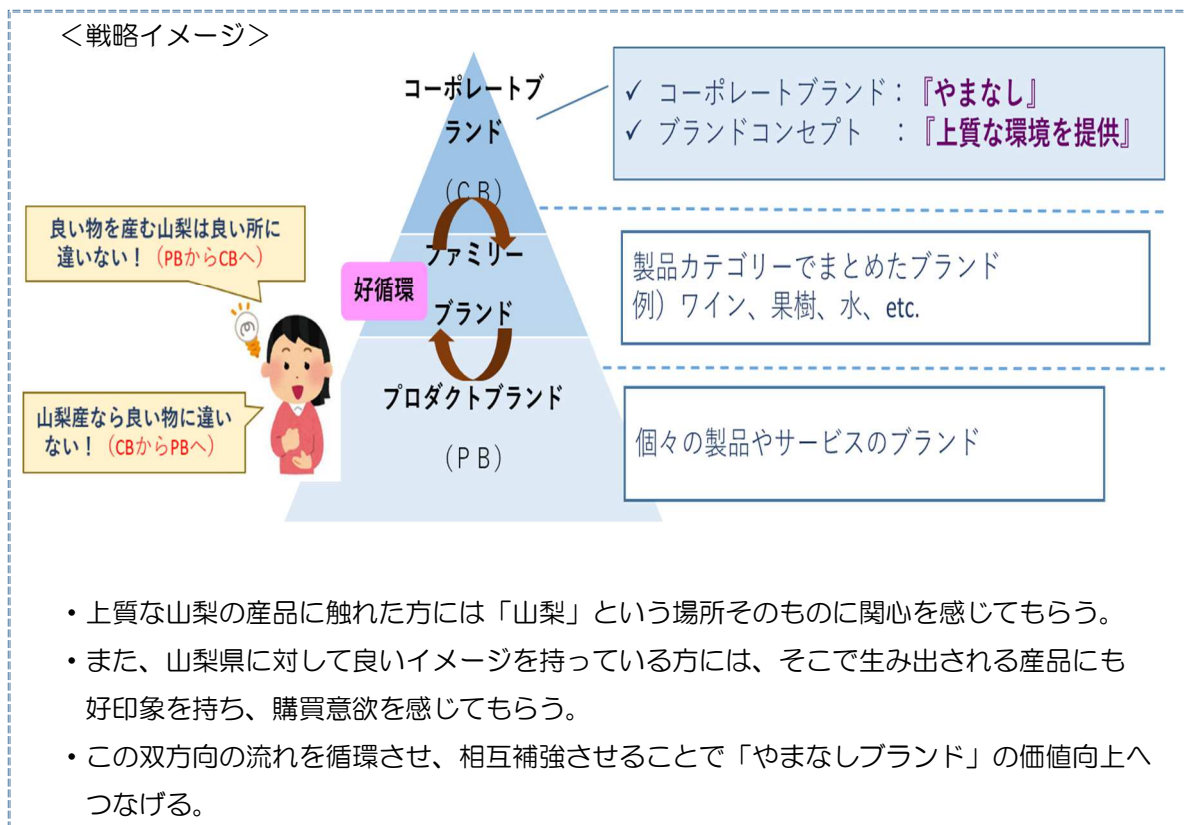 ＜戦略イメージ＞
コーポレートブ
ランド
（ＣＢ）
✓ コーポレートブランド：『やまなし』
✓ ブランドコンセプト ：『上質な環境を提供』
良い物を産む山梨は良い所に
違いない！（PBからCBへ）
好循環
ファミリー
ブランド
製品カテゴリーでまとめたブランド
例）ワイン、果樹、水、etc.
山梨産なら良い物に違い
ない！（CBからPBへ）
プロダクトブランド
（ＰＢ）
個々の製品やサービスのブランド
・上質な山梨の産品に触れた方には「山梨」という場所そのものに関心を感じてもらう。
・また、山梨県に対して良いイメージを持っている方には、そこで生み出される産品にも
好印象を持ち、購買意欲を感じてもらう。
・この双方向の流れを循環させ、相互補強させることで「やまなしブランド」の価値向上へ
つなげる。